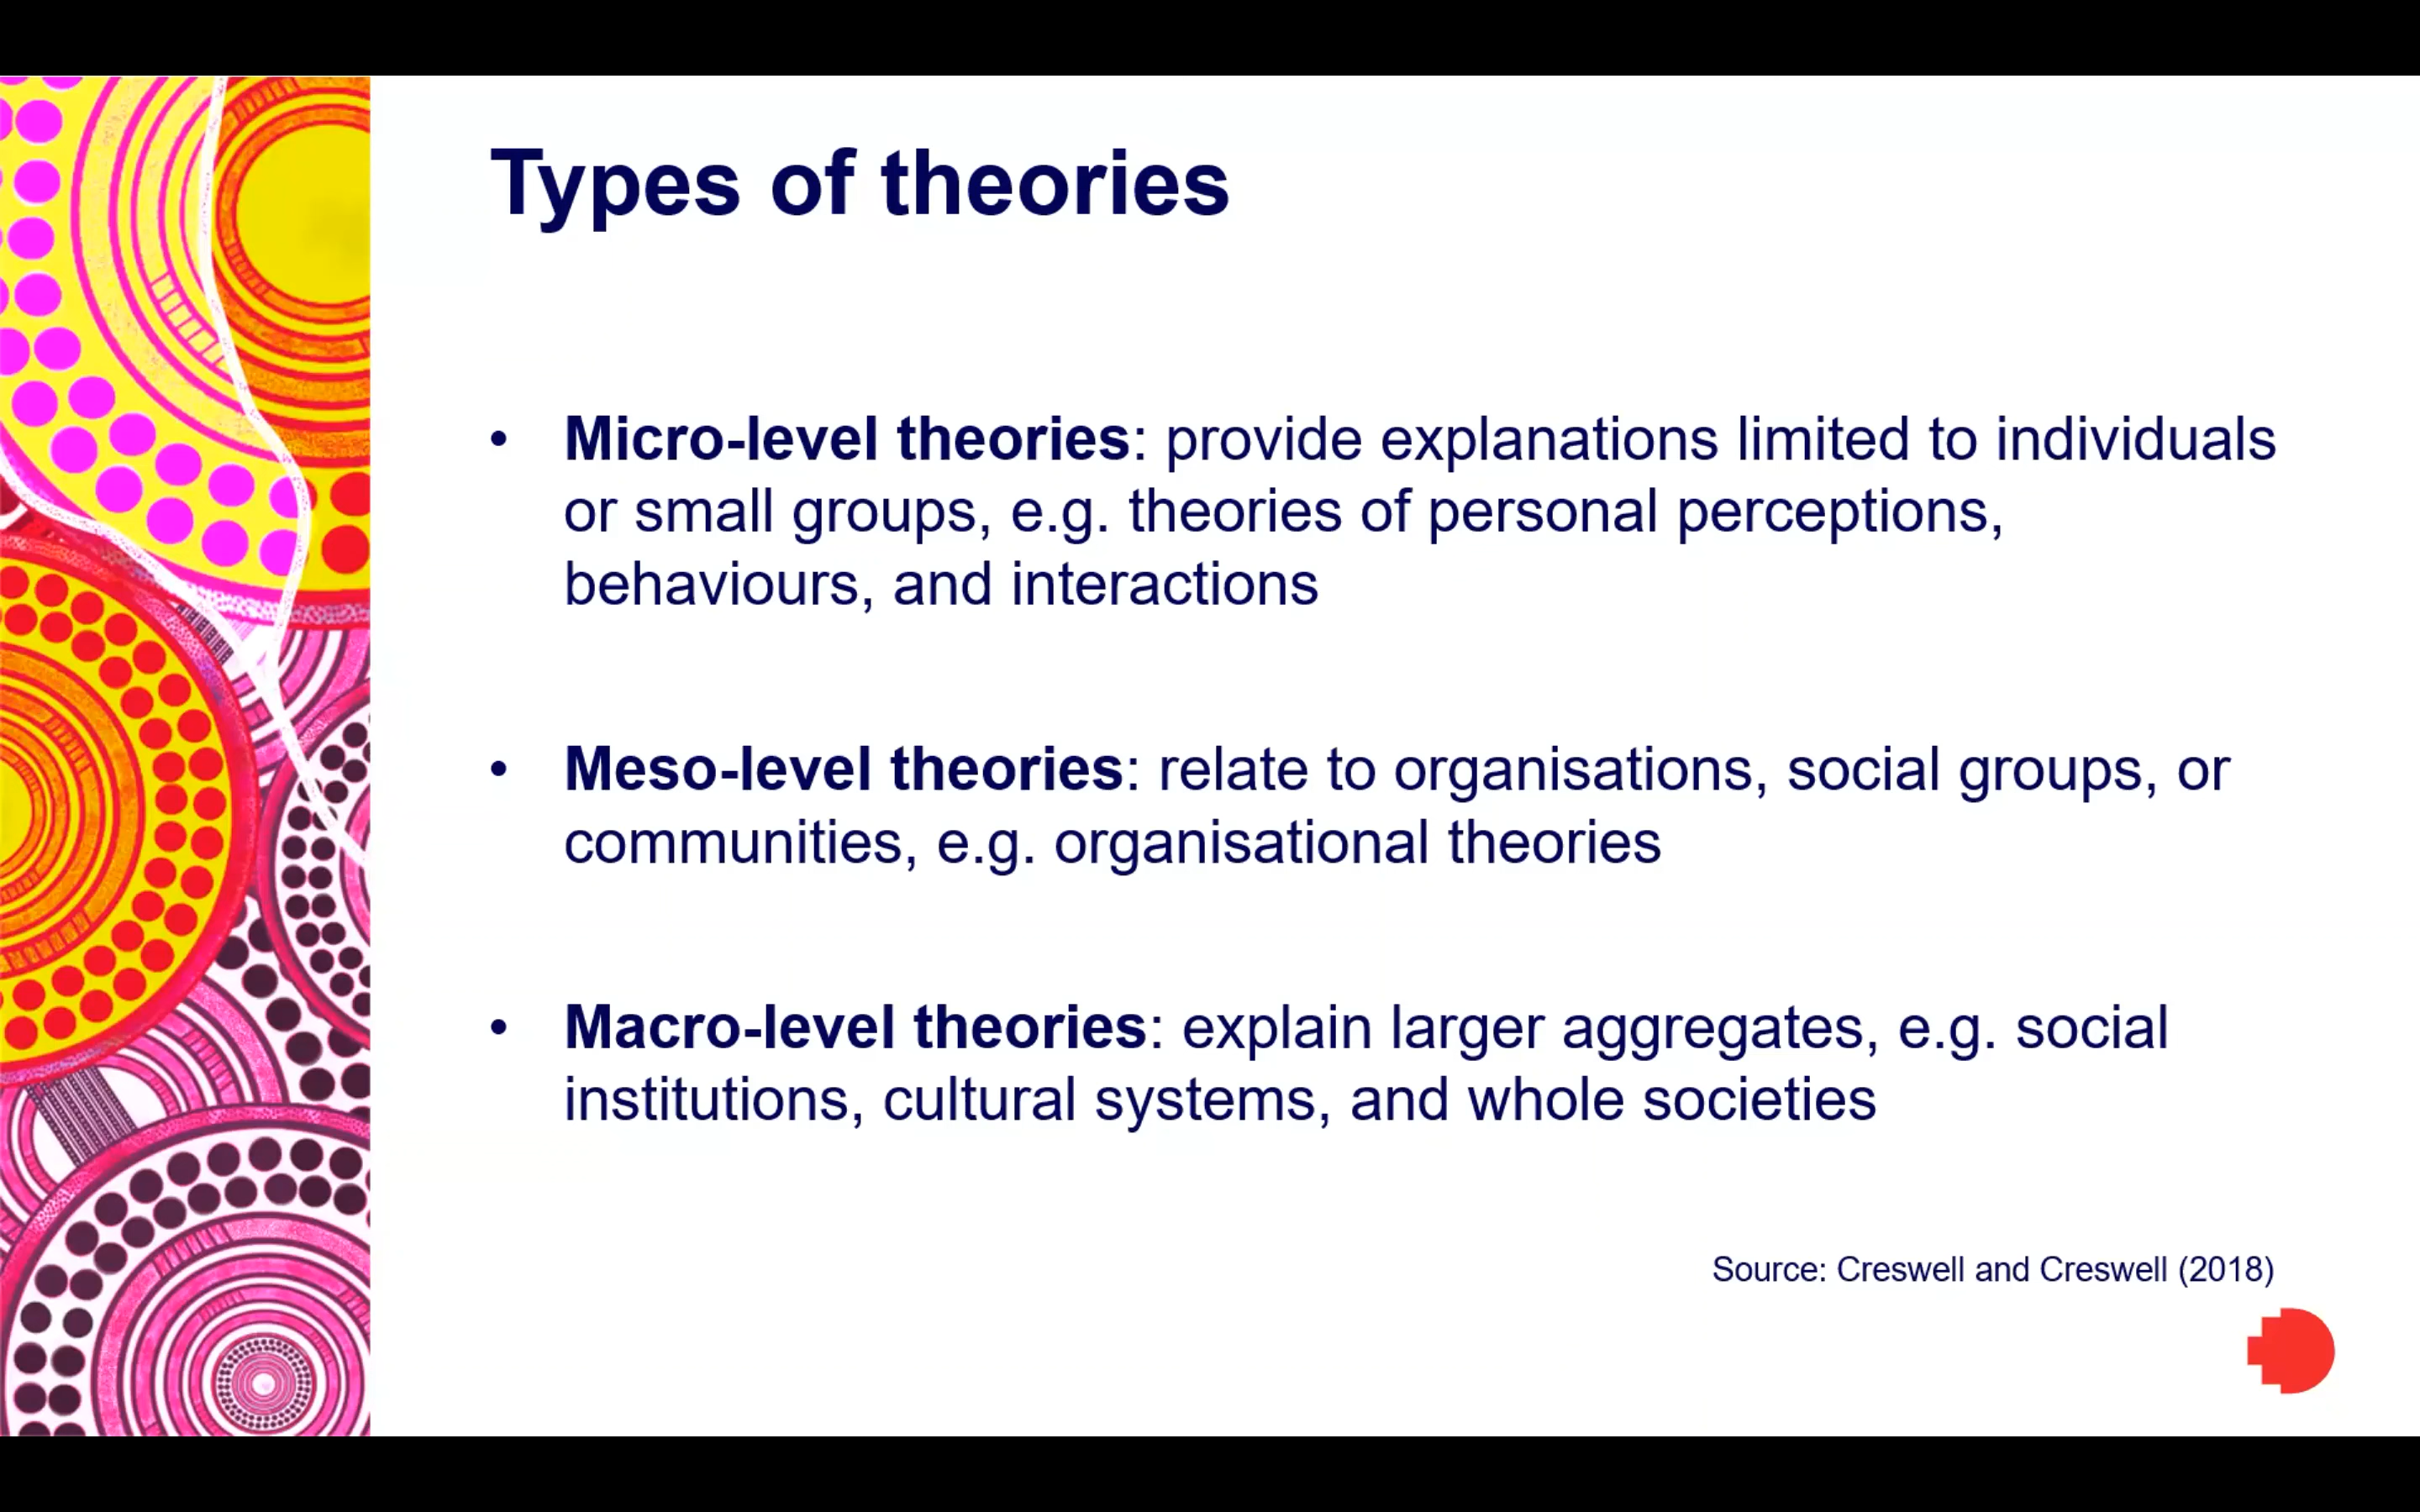 Types of theories
• Micro-level theories: provide explanations limited to individuals
or small groups, e.g. theories of personal perceptions,
behaviours, and interactions
• Meso-level theories: relate to organisations, social groups, or
communities, e.g. organisational theories
• Macro-level theories: explain larger aggregates, e.g. social
institutions, cultural systems, and whole societies
Source: Creswell and Creswell (2018)